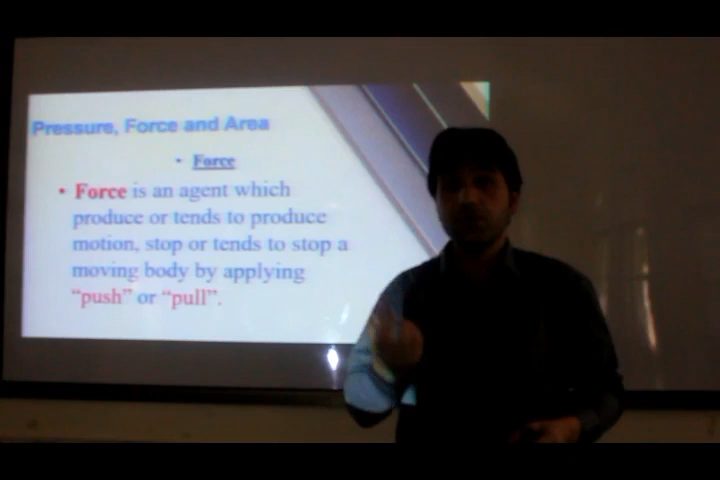 Pressure, Force and Area
• Force
• Force is an agent which
produce or tends to produce
motion, stop or tends to stop a
moving body by applying
“push” or “pull”.